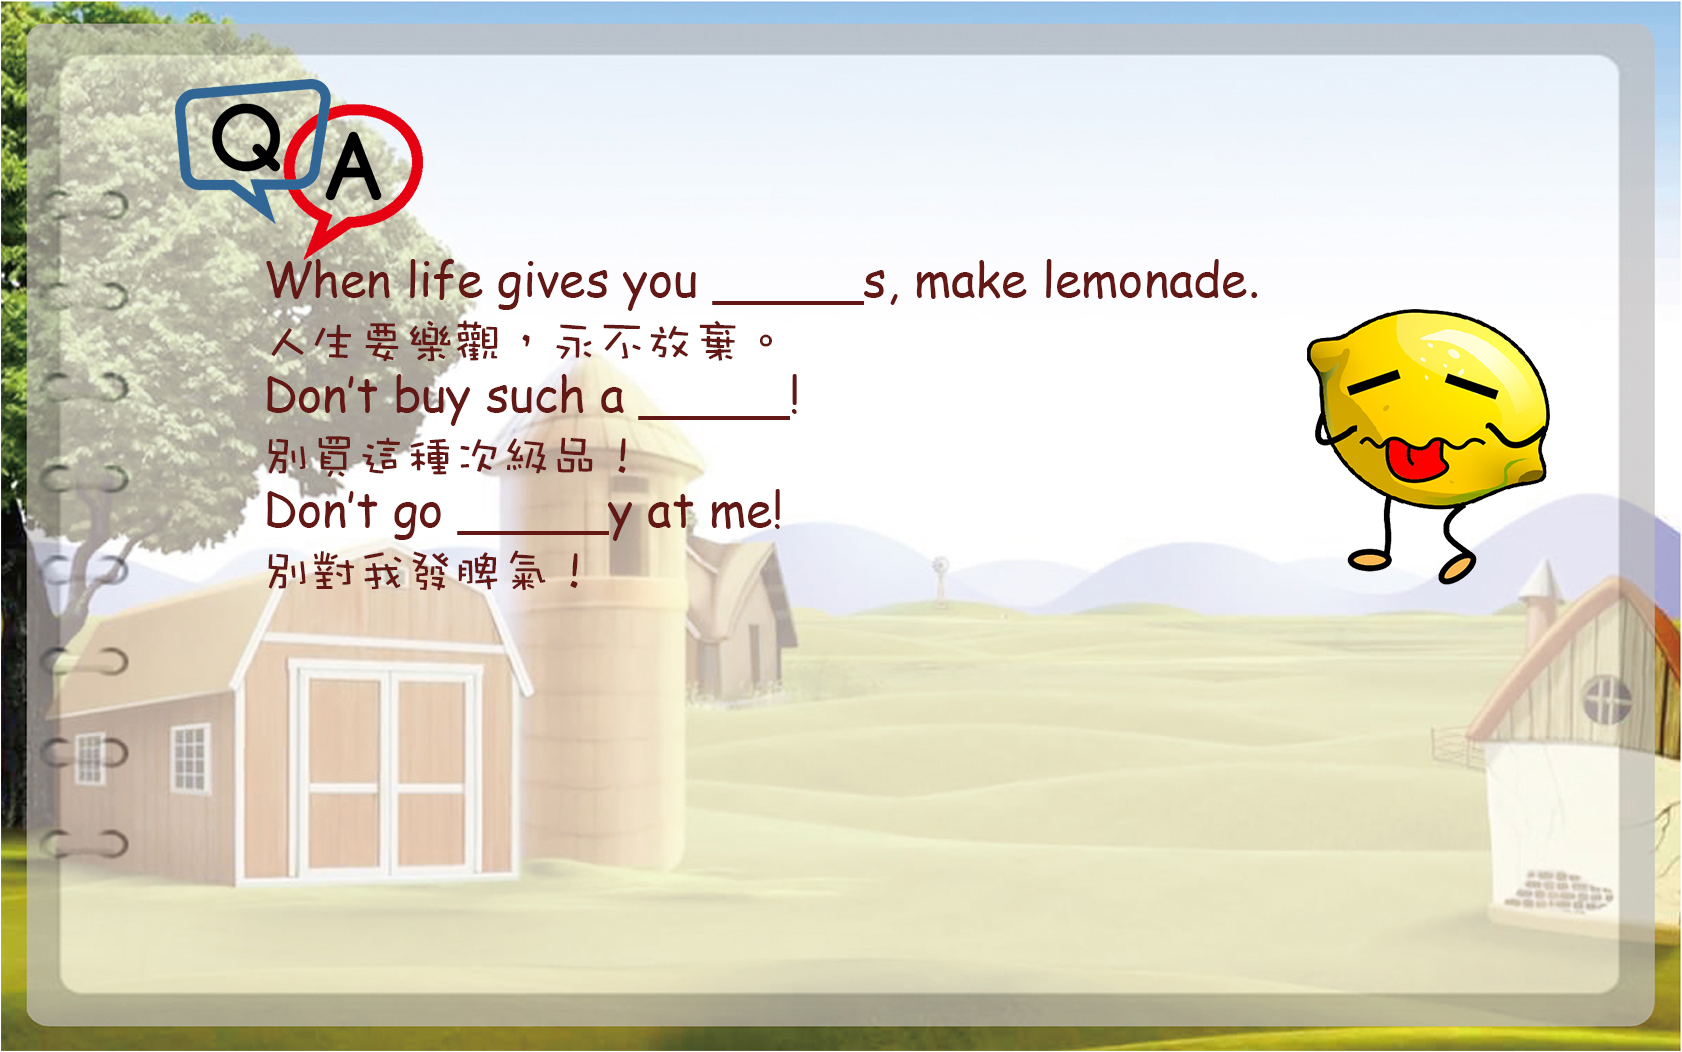 Q A
When life gives you ______s, make lemonade.
人生要樂觀，永不放棄。
Don’t buy such a ______!
別買這種次級品！
Don’t go ______y at me!
別對我發脾氣！